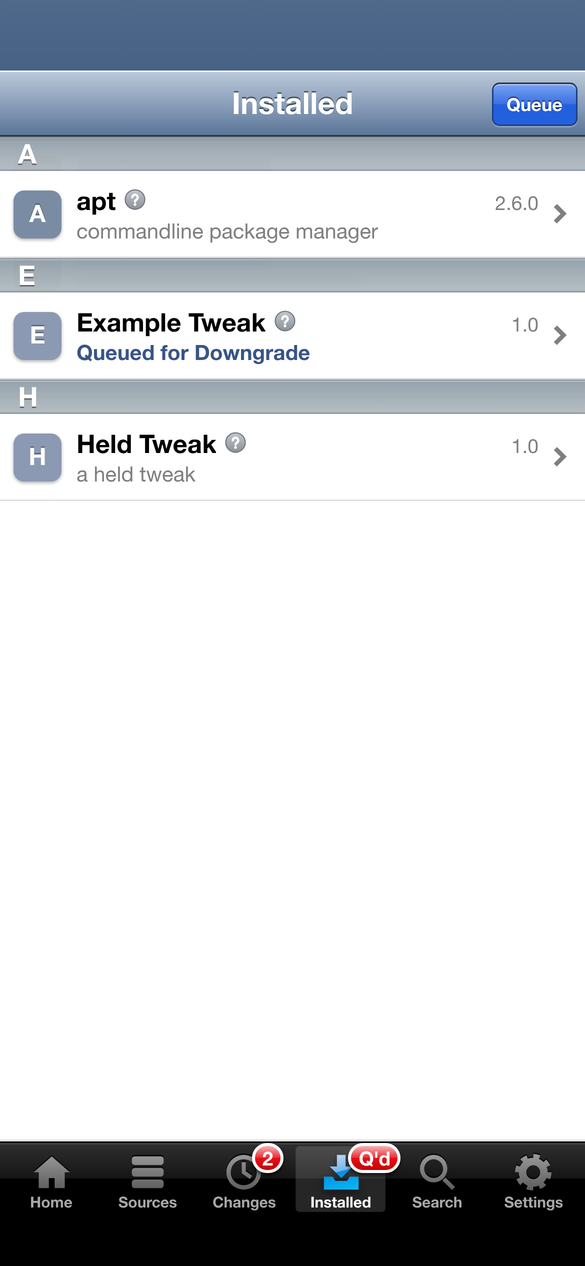 Installed
Queue
A
A
apt ?
2.6.0
commandline package manager
E
E
Example Tweak ?
1.0
Queued for Downgrade
H
H
Held Tweak ?
1.0
a held tweak
2
Q'd
Home
Sources
Changes
Installed
Search
Settings